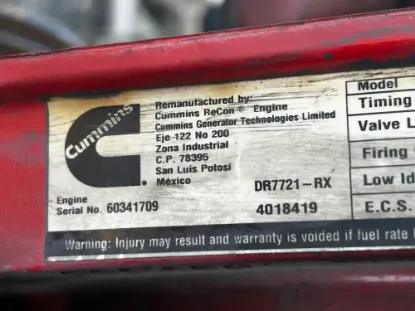 Cummins
Remanufactured by
Cummins ReCon® Engine
Cummins Generator Technologies Limited
Eje 122 No 200
Zona Industrial
C.P. 78395
San Luis Potosi
México
DR7721-RX
Engine
Serial No. 60341709
4018419
Model
Timing
Valve L
Firing
Low Id
E.C.S.
Warning: Injury may result and warranty is voided if fuel rate